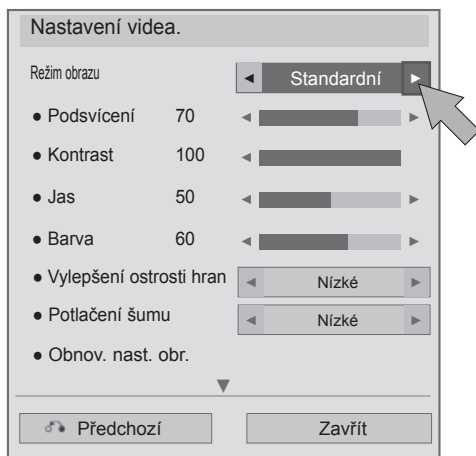 Nastavení videa.
Režim obrazu Standardní
● Podsvícení 70
● Kontrast 100
● Jas 50
● Barva 60
● Vylepšení ostrosti hran Nízké
● Potlačení šumu Nízké
● Obnov. nast. obr.
Předchozí Zavřít